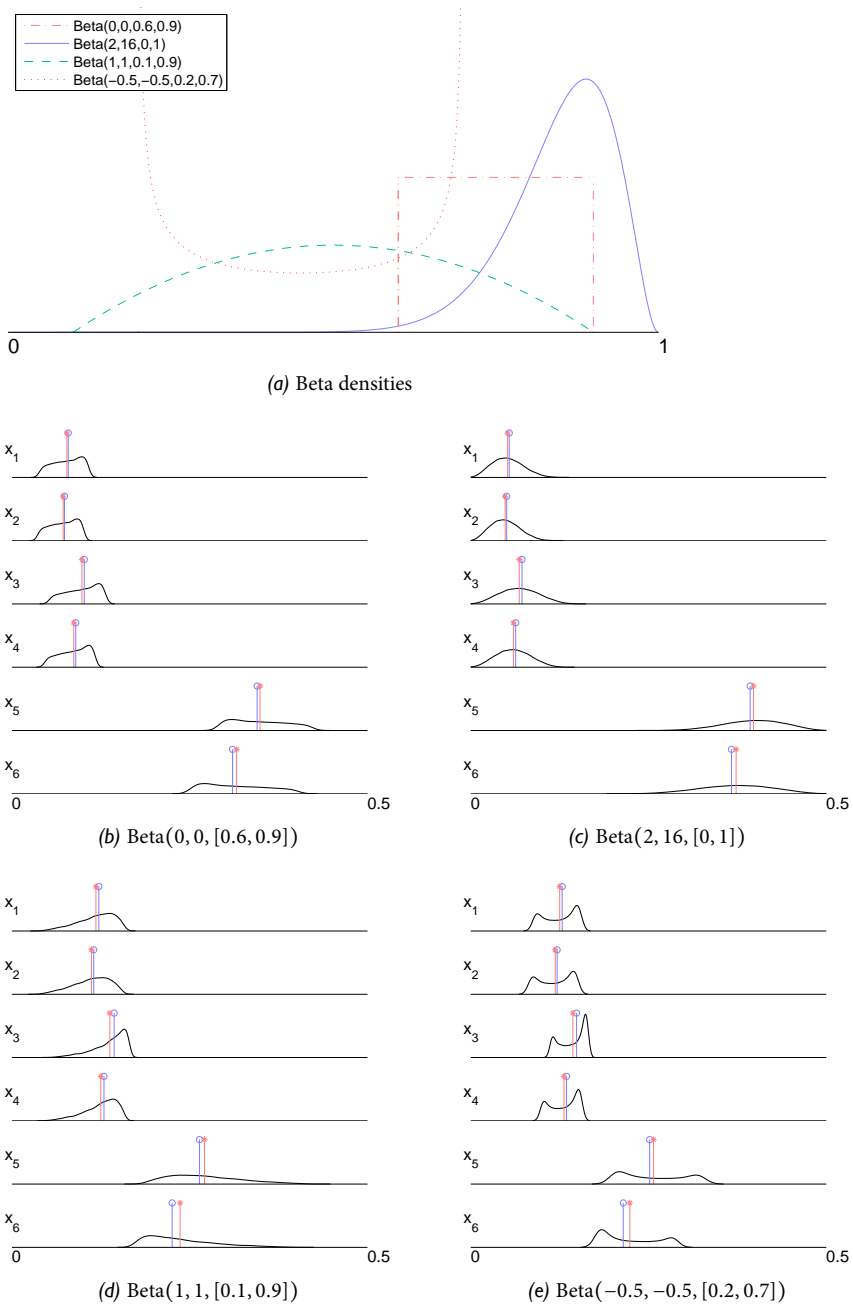 Beta(0,0,0.6,0.9)
Beta(2,16,0,1)
Beta(1,1,0.1,0.9)
Beta(−0.5,−0.5,0.2,0.7)
0 1
(a) Beta densities
x1
x2
x3
x4
x5
x6
0 0.5
(b) Beta(0, 0, [0.6, 0.9])
x1
x2
x3
x4
x5
x6
0 0.5
(c) Beta(2, 16, [0, 1])
x1
x2
x3
x4
x5
x6
0 0.5
(d) Beta(1, 1, [0.1, 0.9])
x1
x2
x3
x4
x5
x6
0 0.5
(e) Beta(−0.5, −0.5, [0.2, 0.7])